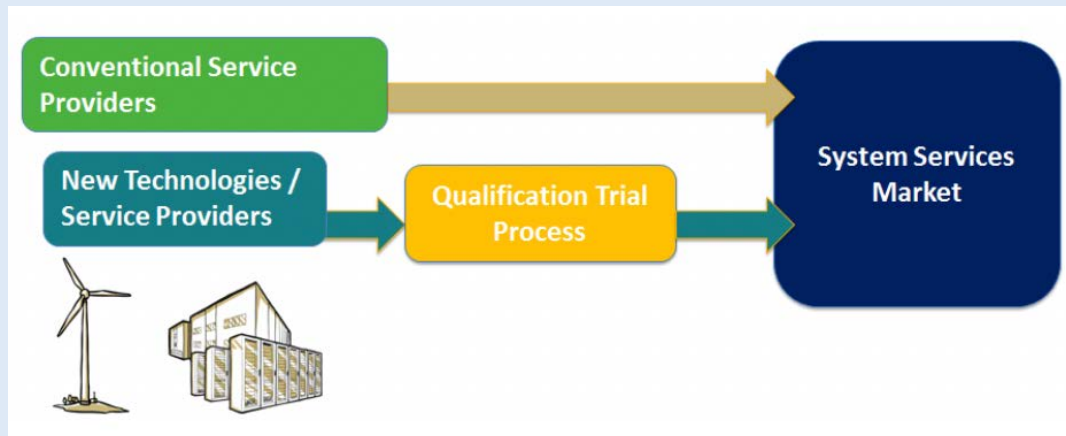 Conventional Service
Providers
New Technologies /
Service Providers
Qualification Trial
Process
System Services
Market